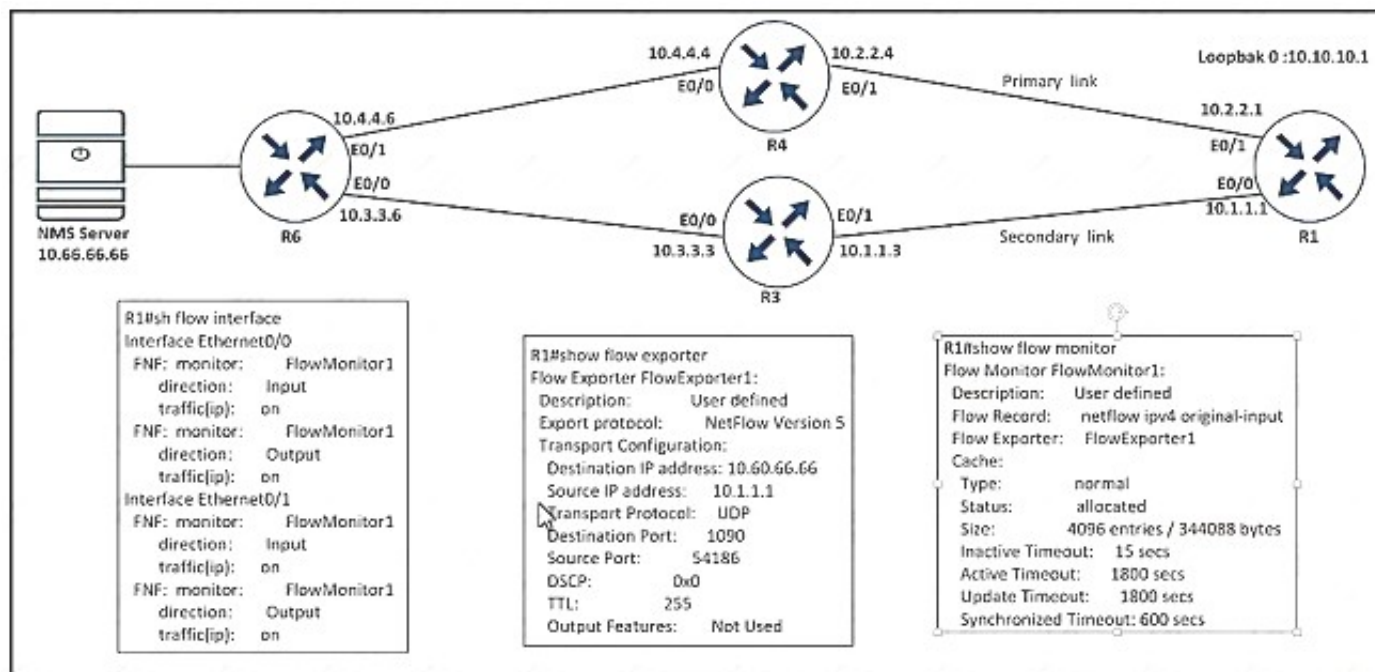 10.4.4.4
10.2.2.4
Loopbak 0 :10.10.10.1
E0/0
E0/1
Primary link
10.4.4.6
10.2.2.1
R4
E0/1
E0/1
E0/0
E0/0
NMS Server
10.66.66.66
R6
10.3.3.6
E0/0
E0/1
10.3.3.3
10.1.1.3
Secondary link
10.1.1.1
R1
R3
R1#sh flow interface
Interface Ethernet0/0
FNF: monitor: FlowMonitor1
direction: Input
traffic(ip): on
FNF: monitor: FlowMonitor1
direction: Output
traffic(ip): on
Interface Ethernet0/1
FNF: monitor: FlowMonitor1
direction: Input
traffic(ip): on
FNF: monitor: FlowMonitor1
direction: Output
traffic(ip): on
R1#show flow exporter
Flow Exporter FlowExporter1:
Description: User defined
Export protocol: NetFlow Version 5
Transport Configuration:
Destination IP address: 10.60.66.66
Source IP address: 10.1.1.1
Transport Protocol: UDP
Destination Port: 1090
Source Port: 54186
DSCP: 0x0
TTL: 255
Output Features: Not Used
R1#show flow monitor
Flow Monitor FlowMonitor1:
Description: User defined
Flow Record: netflow ipv4 original-input
Flow Exporter: FlowExporter1
Cache:
Type: normal
Status: allocated
Size: 4096 entries / 344088 bytes
Inactive Timeout: 15 secs
Active Timeout: 1800 secs
Update Timeout: 1800 secs
Synchronized Timeout: 600 secs